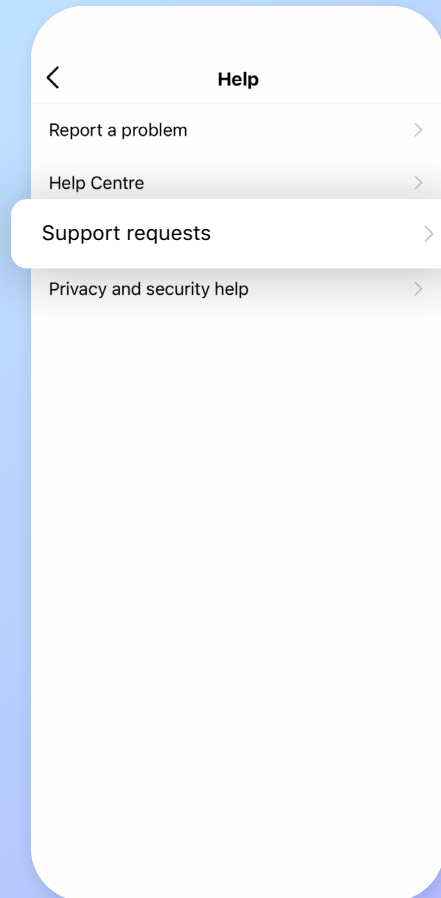 Help
Report a problem
Help Centre
Support requests
Privacy and security help